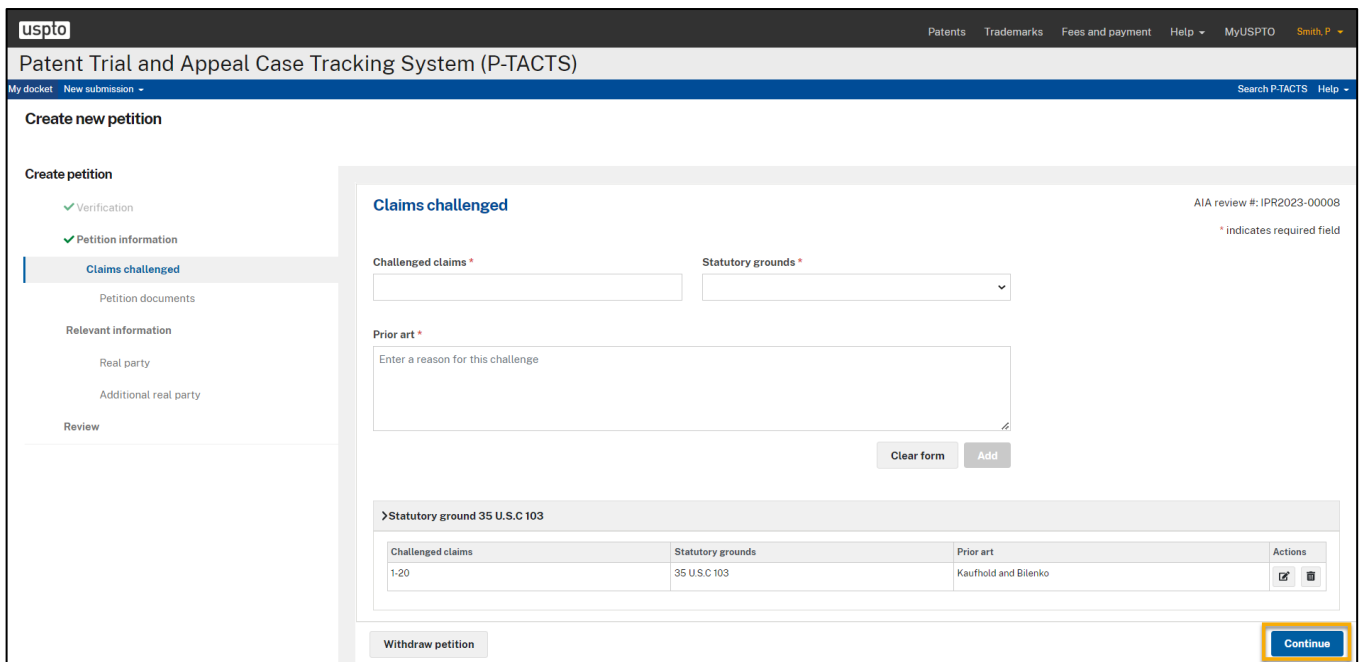 uspto
Patents Trademarks Fees and payment Help MyUSPTO Smith, P
Patent Trial and Appeal Case Tracking System (P-TACTS)
My docket New submission Search P-TACTS Help
Create new petition
Create petition
Verification
Petition information
Claims challenged
Petition documents
Relevant information
Real party
Additional real party
Review
Claims challenged
AIA review #: IPR2023-00008
* indicates required field
Challenged claims * Statutory grounds *
Prior art *
Enter a reason for this challenge
Clear form Add
Statutory ground 35 U.S.C 103
Challenged claims Statutory grounds Prior art Actions
1-20 35 U.S.C 103 Kaufhold and Bilenko
Withdraw petition Continue